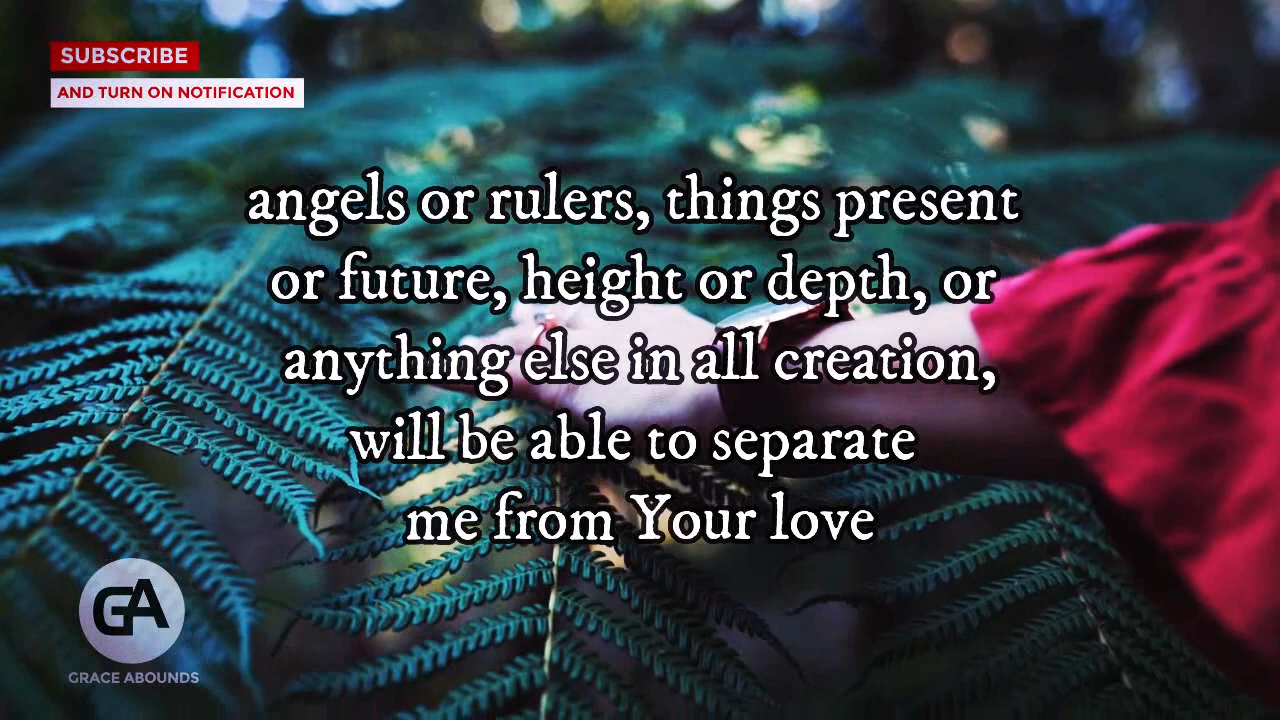 SUBSCRIBE
AND TURN ON NOTIFICATION
angels or rulers, things present
or future, height or depth, or
anything else in all creation,
will be able to separate
me from Your love
GA
GRACE ABOUNDS